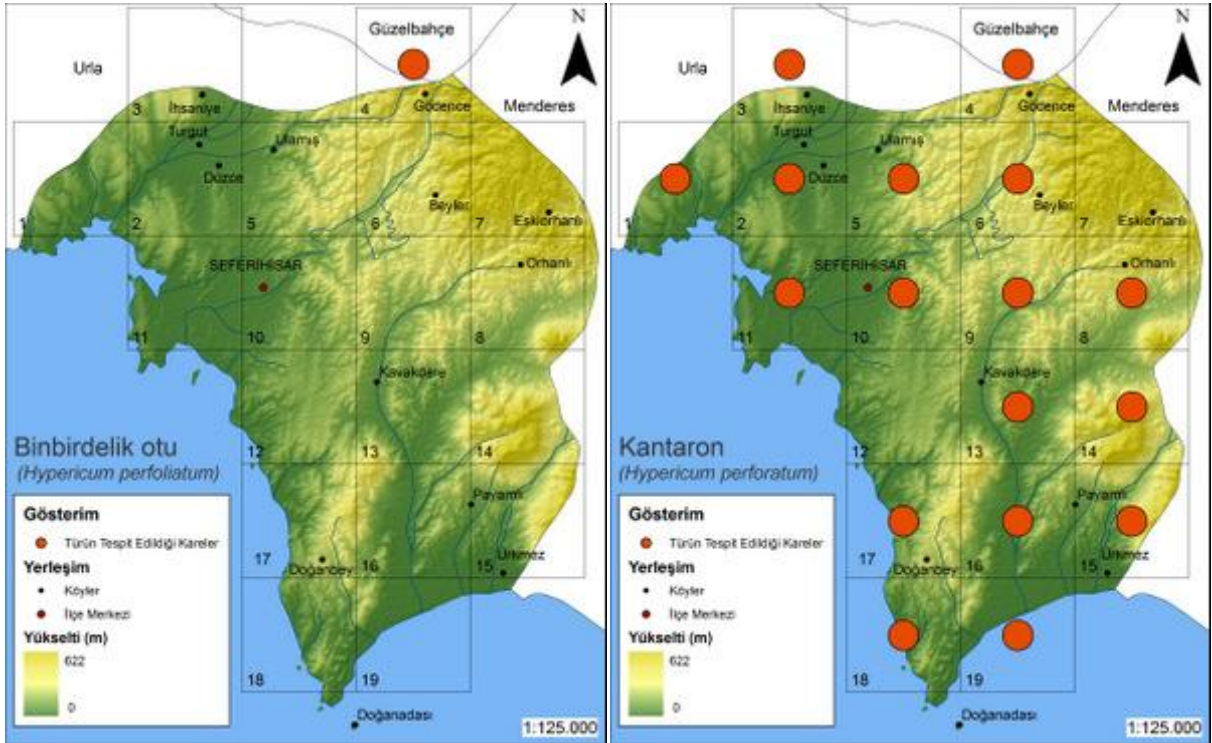 N
Güzelbahçe
Urla
3
4
İhsaniye
Gödence
Menderes
Turgut
Ulamış
Düzce
Beyler
1
2
5
6
7
Eskiorhanlı
SEFERİHİSAR
Orhanlı
11
10
9
8
Kavakdere
Binbirdelik otu
(Hypericum perfoliatum)
12
13
14
Gösterim
Türün Tespit Edildiği Kareler
Yerleşim
Köyler
İlçe Merkezi
Yükselti (m)
622
0
Payamlı
17
Doğanbey
16
15
Ürkmez
18
19
Doğanadası
1:125.000
N
Güzelbahçe
Urla
3
4
İhsaniye
Gödence
Menderes
Turgut
Ulamış
Düzce
Beyler
1
2
5
6
7
Eskiorhanlı
SEFERİHİSAR
Orhanlı
11
10
9
8
Kavakdere
Kantaron
(Hypericum perforatum)
12
13
14
Gösterim
Türün Tespit Edildiği Kareler
Yerleşim
Köyler
İlçe Merkezi
Yükselti (m)
622
0
Payamlı
17
Doğanbey
16
15
Ürkmez
18
19
Doğanadası
1:125.000